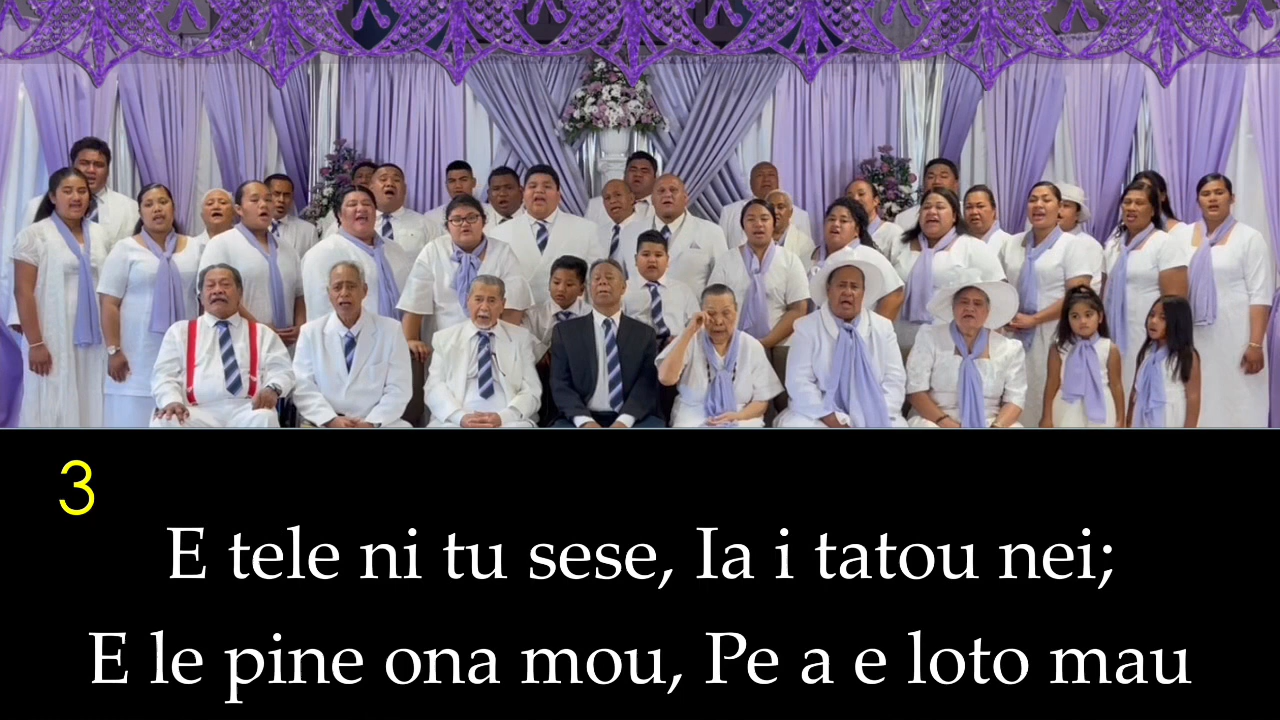 3
E tele ni tu sese, Ia i tatou nei;
E le pine ona mou, Pe a e loto mau